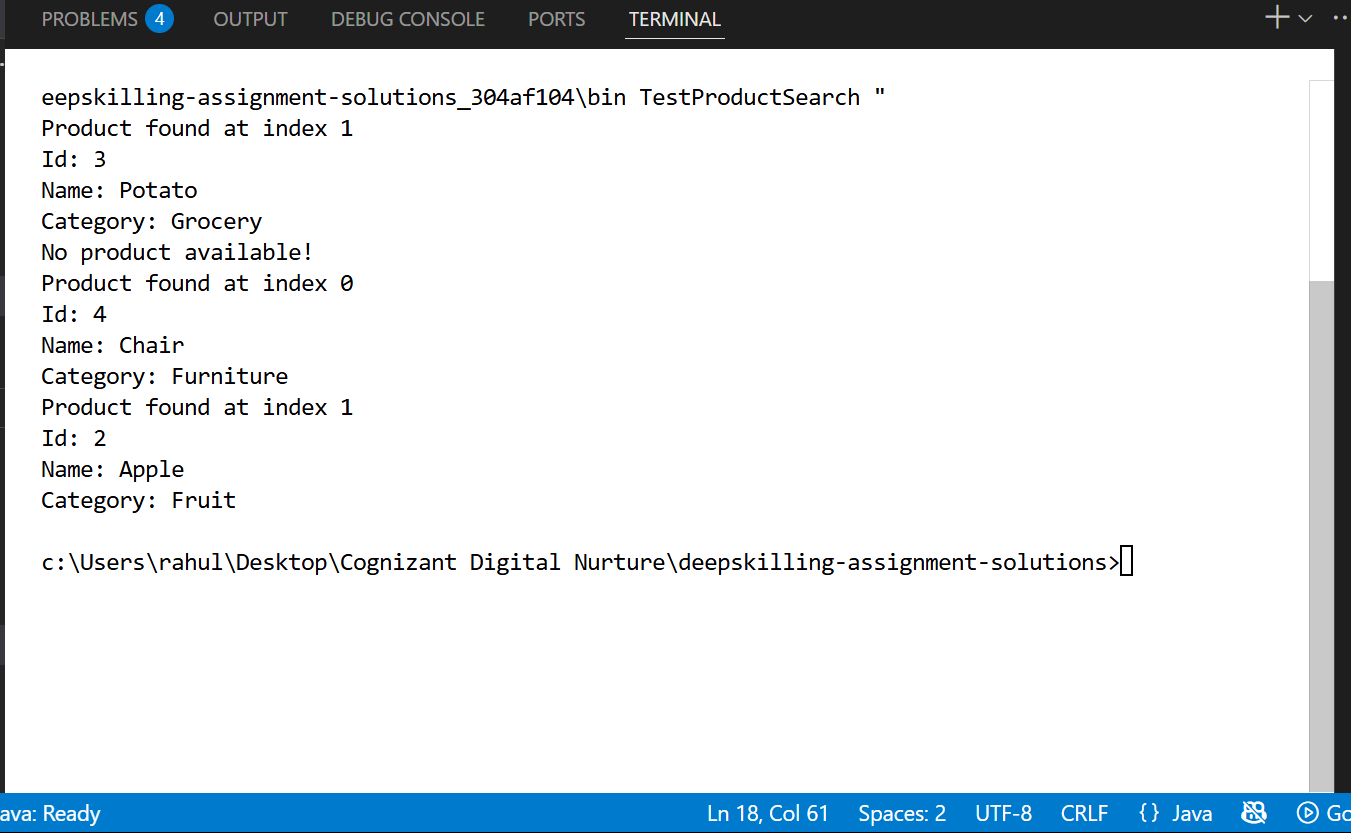 PROBLEMS 4 OUTPUT DEBUG CONSOLE PORTS TERMINAL
eepskilling-assignment-solutions_304af104\bin TestProductSearch "
Product found at index 1
Id: 3
Name: Potato
Category: Grocery
No product available!
Product found at index 0
Id: 4
Name: Chair
Category: Furniture
Product found at index 1
Id: 2
Name: Apple
Category: Fruit
c:\Users\rahul\Desktop\Cognizant Digital Nurture\deepskilling-assignment-solutions>
ava: Ready Ln 18, Col 61 Spaces: 2 UTF-8 CRLF {} Java Go